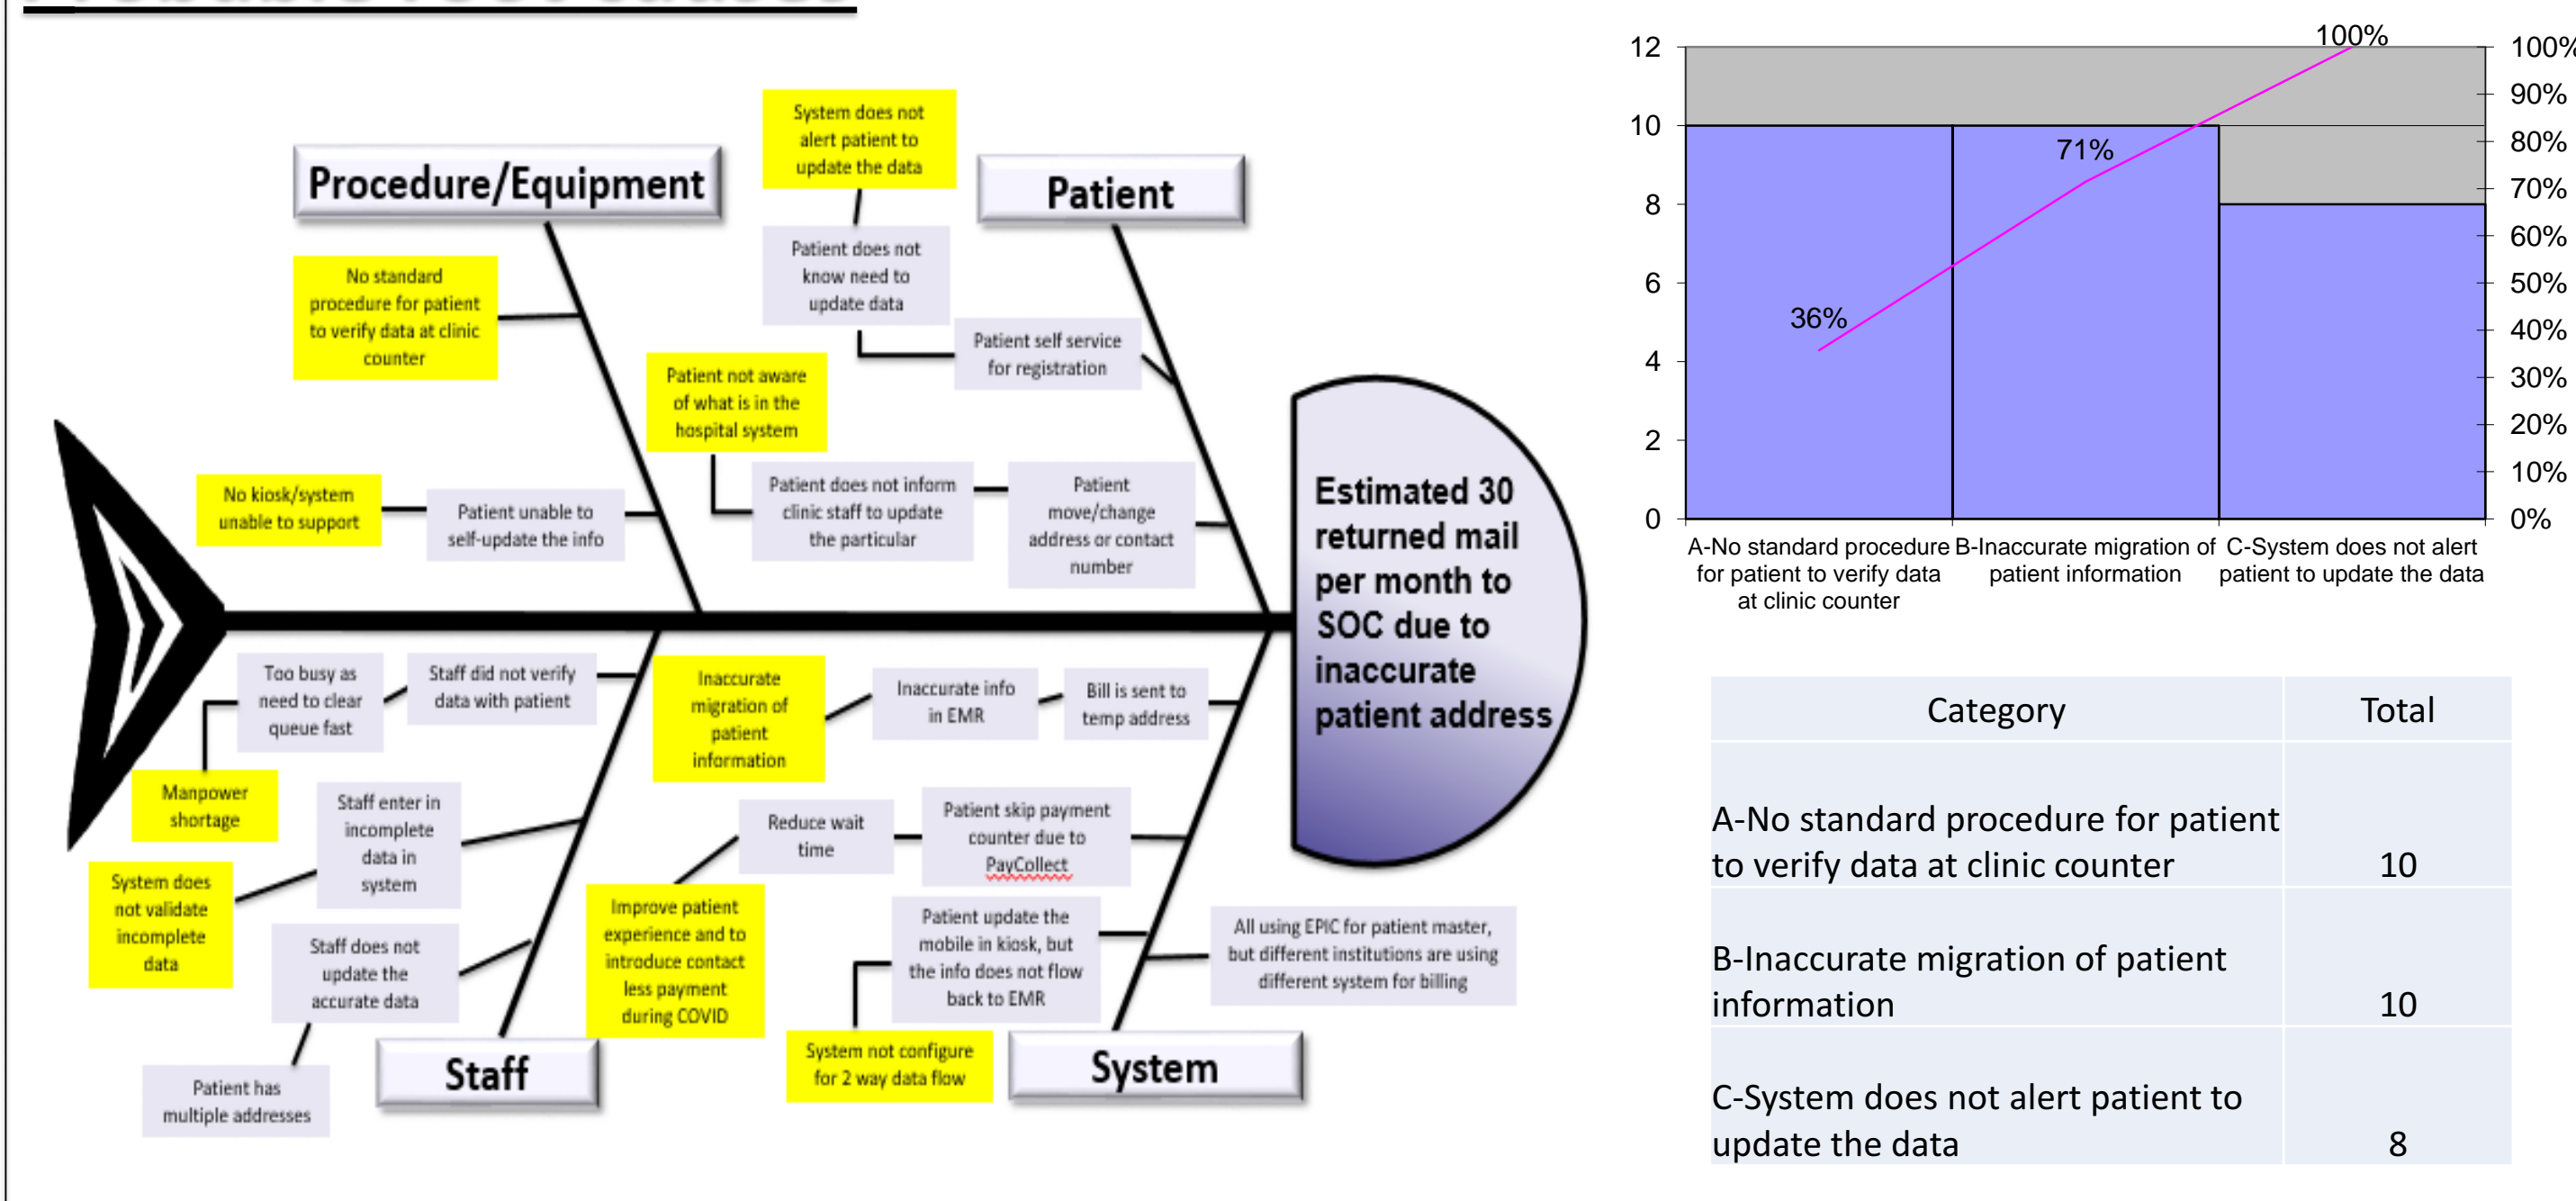 Procedure/Equipment
No standard
procedure for patient
to verify data at clinic
counter
No kiosk/system
unable to support
Patient unable to
self-update the info
Patient
System does not
alert patient to
update the data
Patient does not
know need to
update data
Patient self service
for registration
Patient not aware
of what is in the
hospital system
Patient does not inform
clinic staff to update
the particular
Patient
move/change
address or contact
number
Estimated 30
returned mail
per month to
SOC due to
inaccurate
patient address
Too busy as
need to clear
queue fast
Staff did not verify
data with patient
Manpower
shortage
Staff enter in
incomplete
data in
system
System does
not validate
incomplete
data
Staff does not
update the
accurate data
Patient has
multiple addresses
Staff
Inaccurate
migration of
patient
information
Inaccurate info
in EMR
Bill is sent to
temp address
Reduce wait
time
Patient skip payment
counter due to
PayCollect
Improve patient
experience and to
introduce contact
less payment
during COVID
Patient update the
mobile in kiosk, but
the info does not flow
back to EMR
System not configure
for 2 way data flow
All using EPIC for patient master,
but different institutions are using
different system for billing
System
12
10
8
6
4
2
0
36%
71%
100%
100%
90%
80%
70%
60%
50%
40%
30%
20%
10%
0%
A-No standard procedure
for patient to verify data
at clinic counter
B-Inaccurate migration of
patient information
C-System does not alert
patient to update the data
Category Total
A-No standard procedure for patient
to verify data at clinic counter 10
B-Inaccurate migration of patient
information 10
C-System does not alert patient to
update the data 8